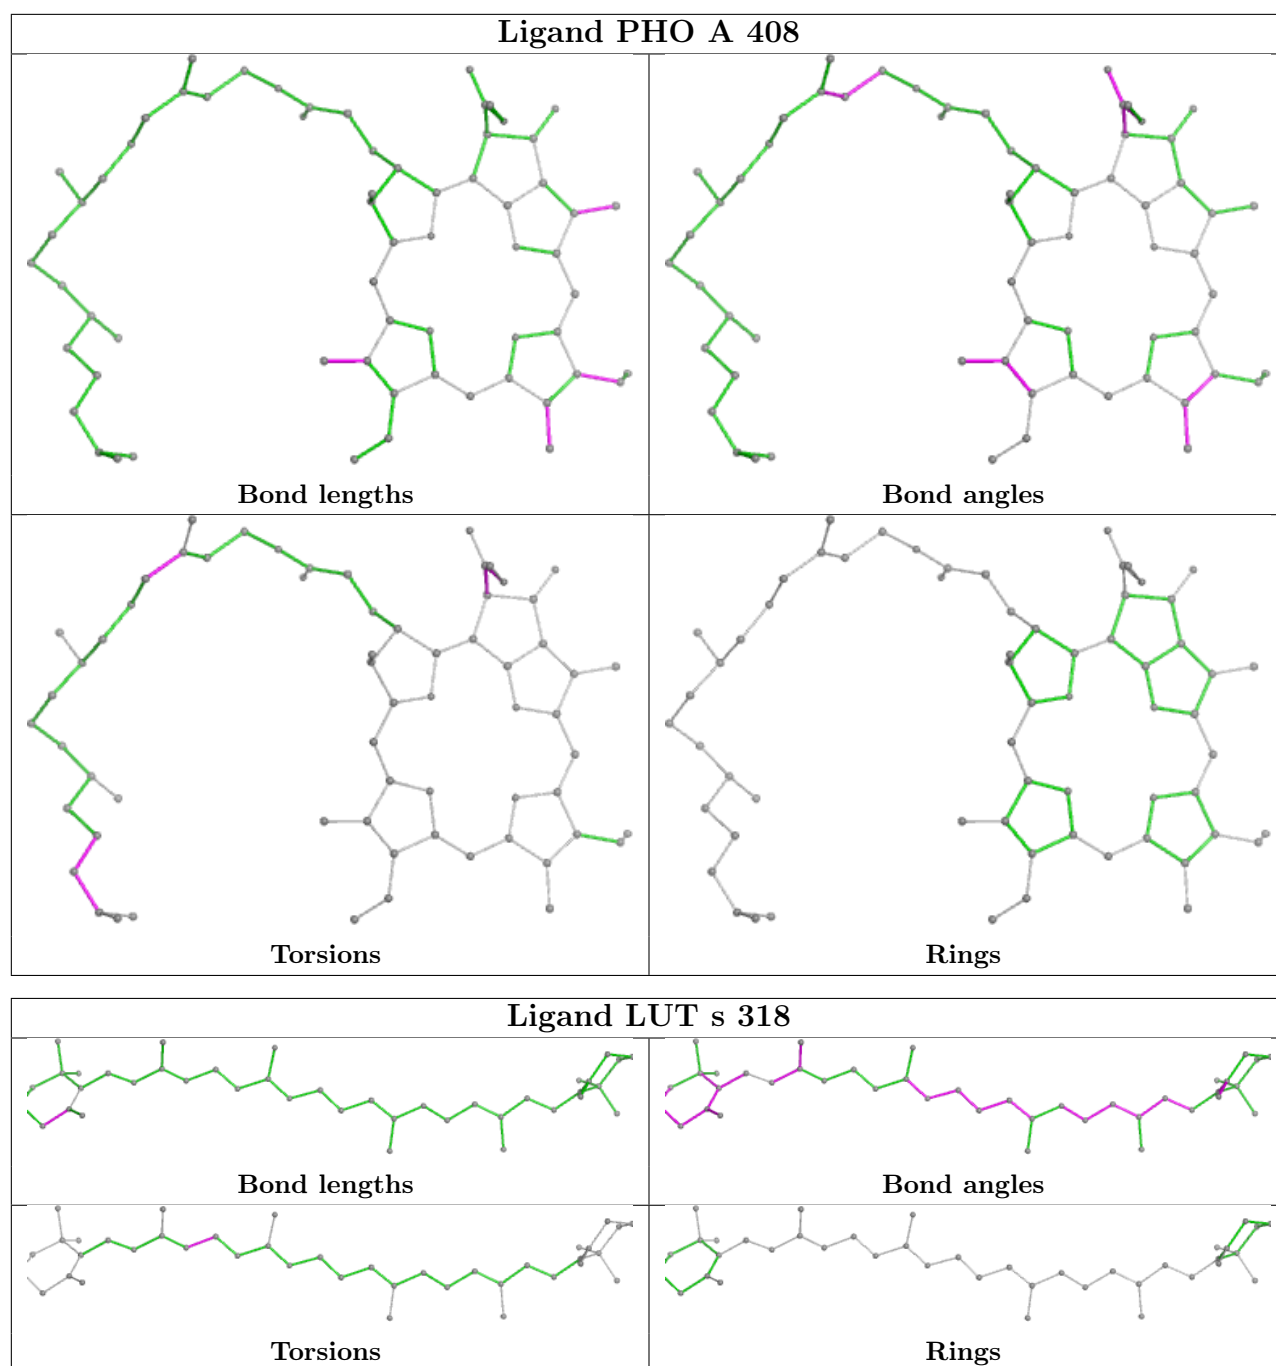 Ligand PHO A 408
Bond lengths
Bond angles
Torsions
Rings
Ligand LUT s 318
Bond lengths
Bond angles
Torsions
Rings